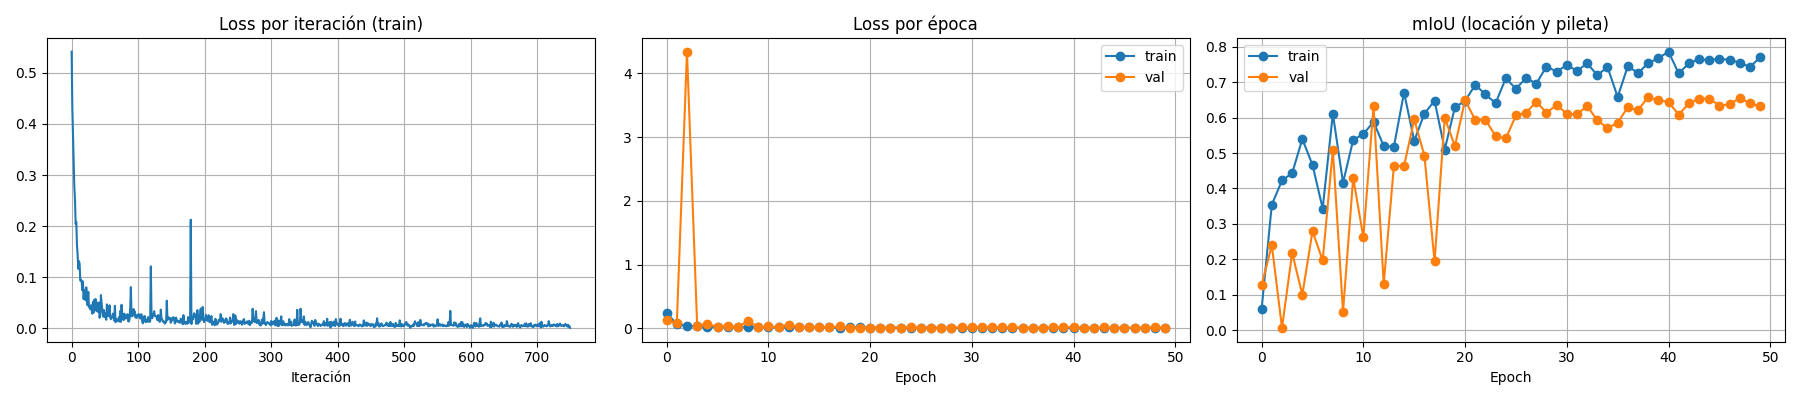 Loss por iteración (train)
0.5
0.4
0.3
0.2
0.1
0.0
0 100 200 300 400 500 600 700
Iteración
Loss por época
train
val
4
3
2
1
0
0 10 20 30 40 50
Epoch
mIoU (locación y pileta)
train
val
0.8
0.7
0.6
0.5
0.4
0.3
0.2
0.1
0.0
0 10 20 30 40 50
Epoch